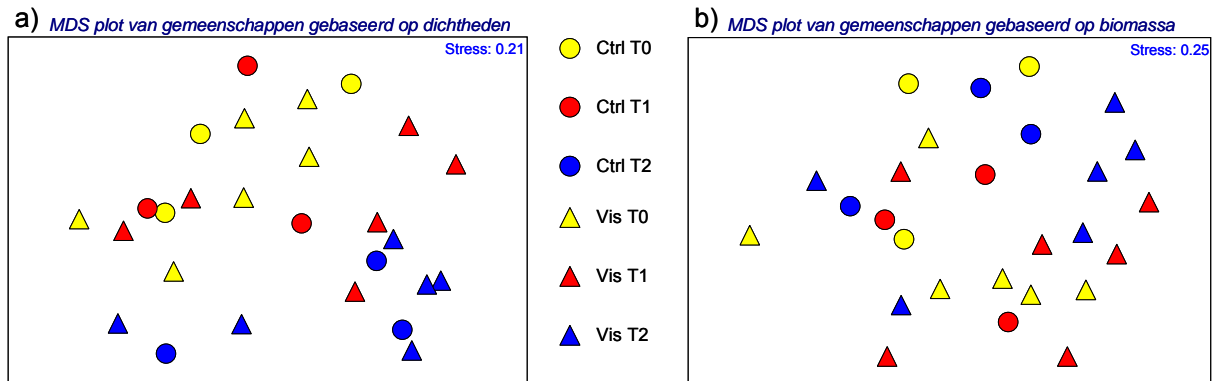 a) MDS plot van gemeenschappen gebaseerd op dichtheden
Stress: 0.21
Ctrl T0
Ctrl T1
Ctrl T2
Vis T0
Vis T1
Vis T2
b) MDS plot van gemeenschappen gebaseerd op biomassa
Stress: 0.25